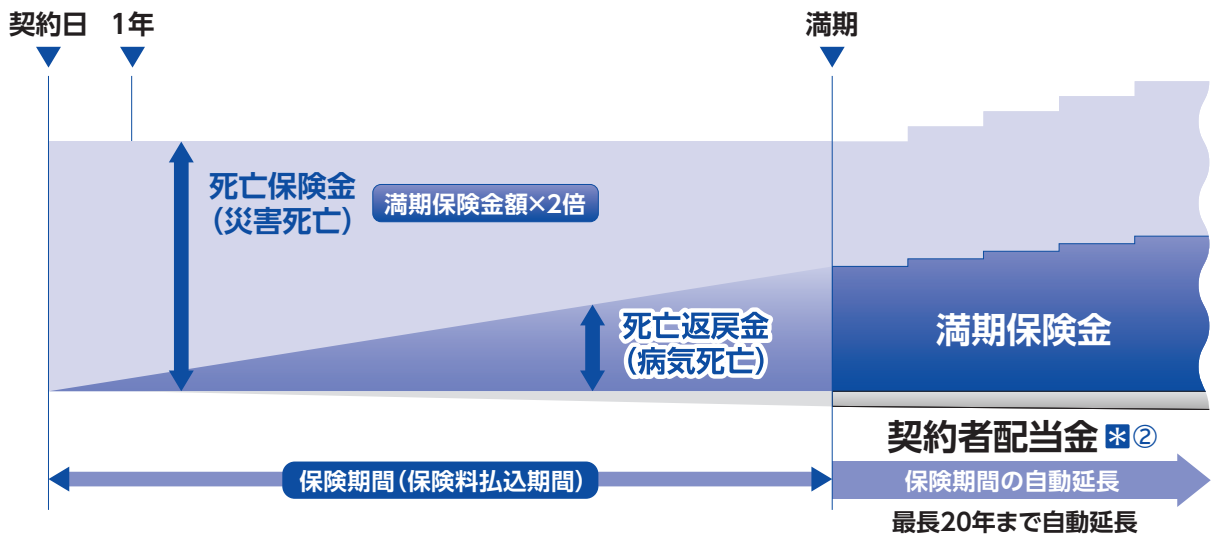 契約日 1年 満期
死亡保険金
(災害死亡)
満期保険金額×2倍
死亡返戻金
(病気死亡)
満期保険金
契約者配当金 * ②
保険期間(保険料払込期間)
保険期間の自動延長
最長20年まで自動延長